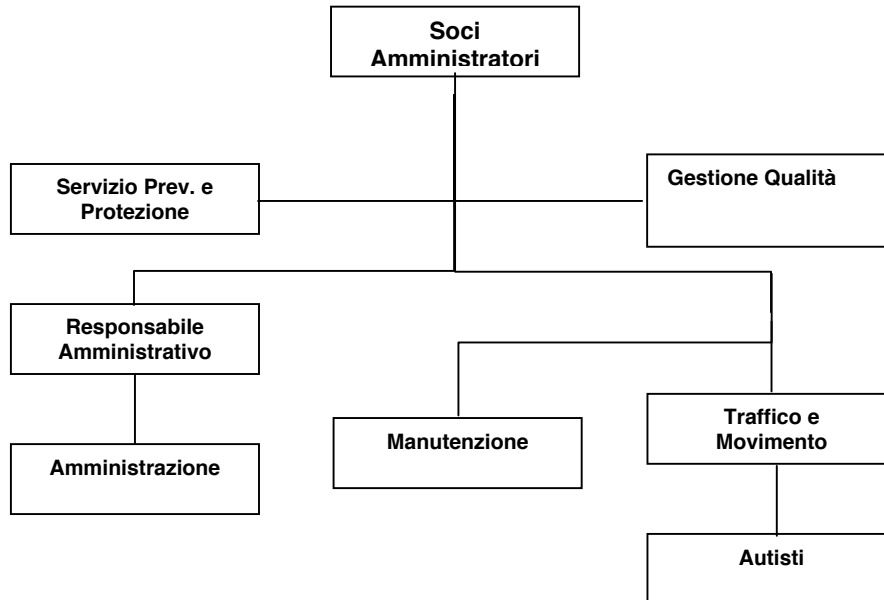 Soci
Amministratori
Servizio Prev. e
Protezione
Gestione Qualità
Responsabile
Amministrativo
Amministrazione
Manutenzione
Traffico e
Movimento
Autisti